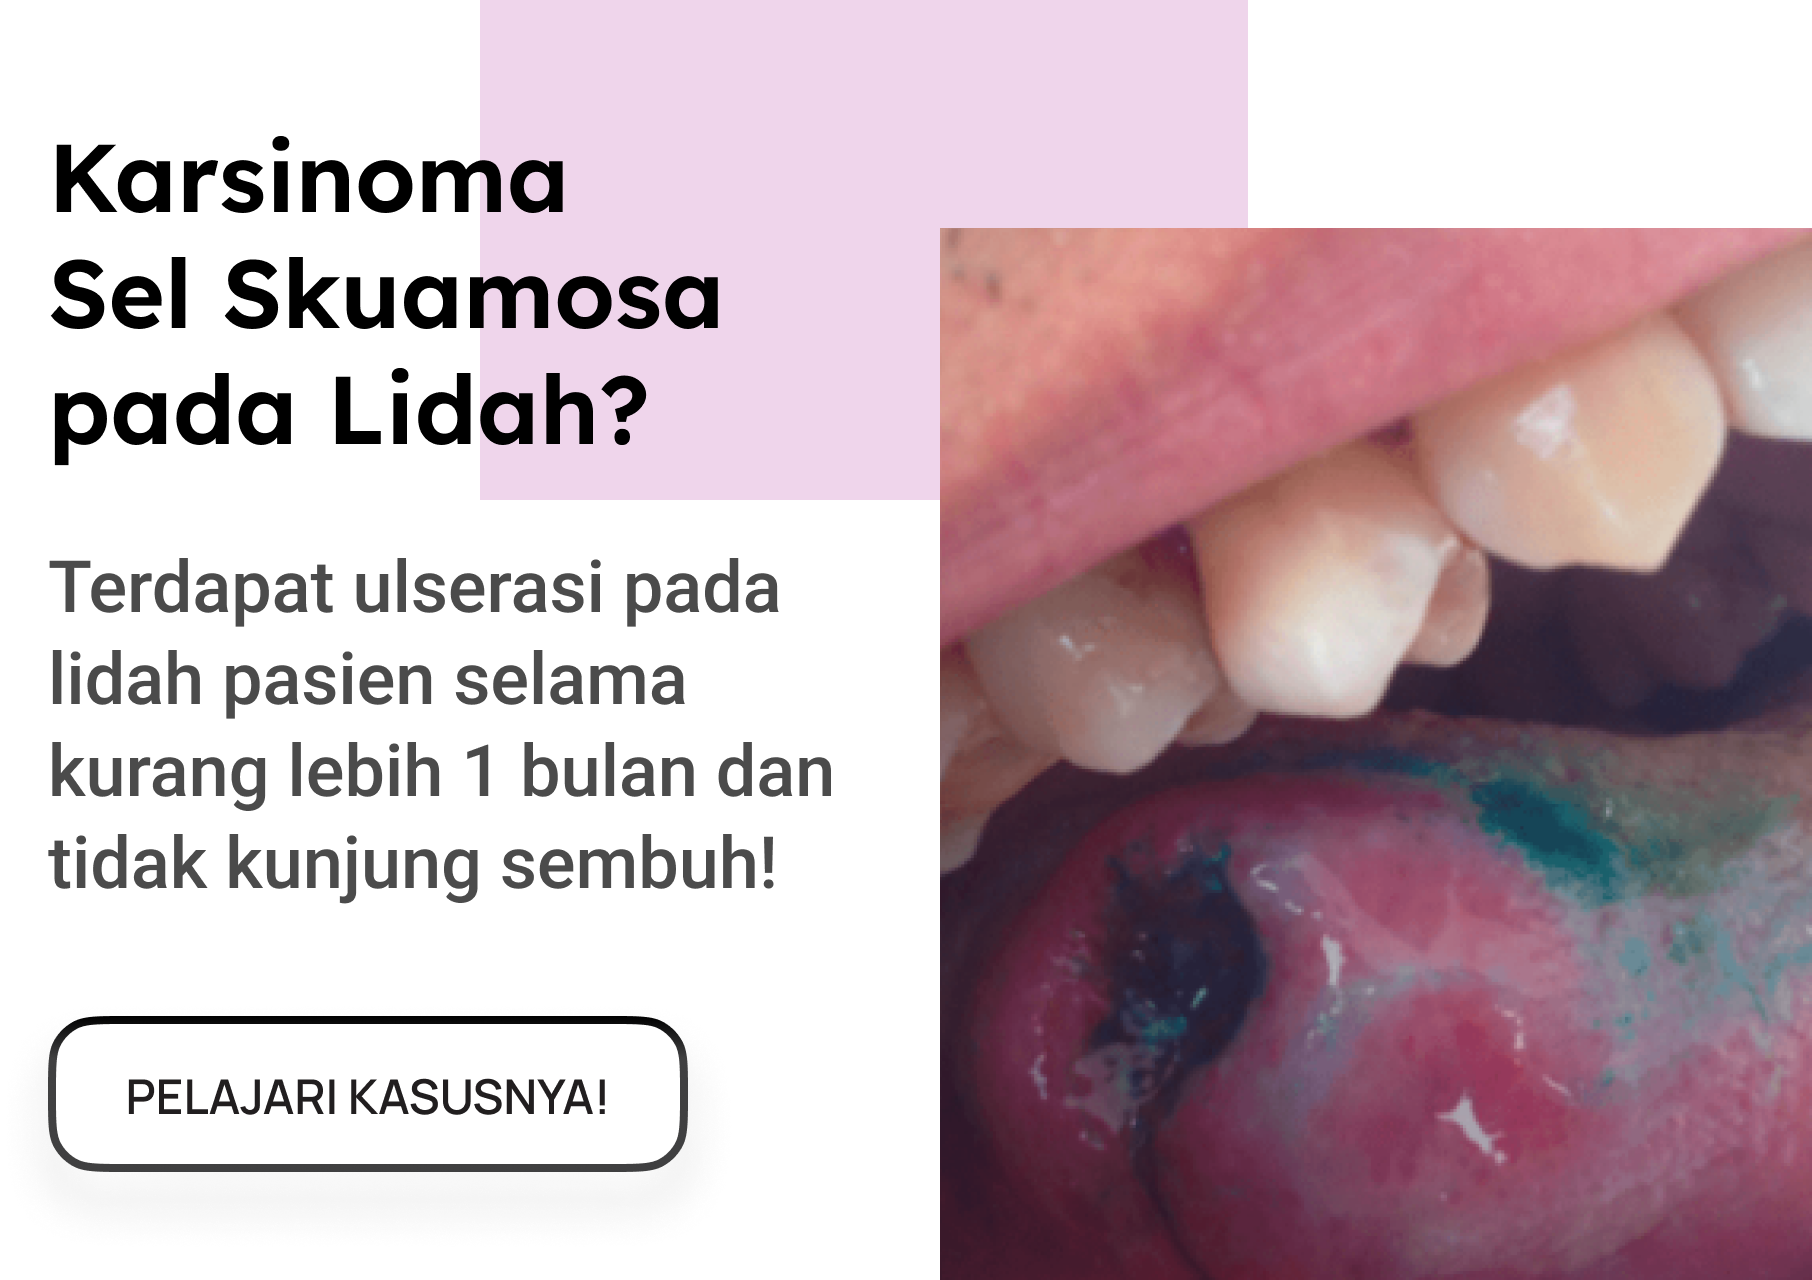 Karsinoma
Sel Skuamosa
pada Lidah?
Terdapat ulserasi pada
lidah pasien selama
kurang lebih 1 bulan dan
tidak kunjung sembuh!
PELAJARI KASUSNYA!